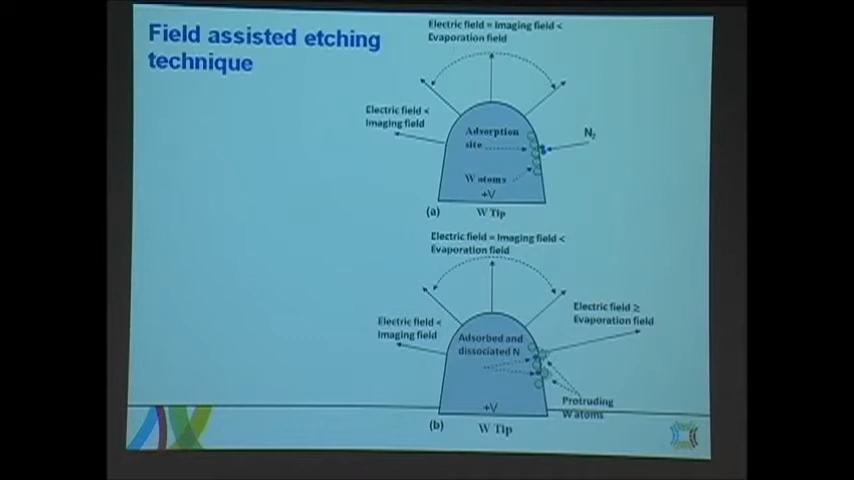 Field assisted etching
technique
Electric field = Imaging field <
Evaporation field
Electric field <
Imaging field
Adsorption
site
N2
W atoms
+V
(a)
W Tip
Electric field = Imaging field <
Evaporation field
Electric field ≥
Evaporation field
Electric field <
Imaging field
Adsorbed and
dissociated N
Protruding
W atoms
+V
(b)
W Tip